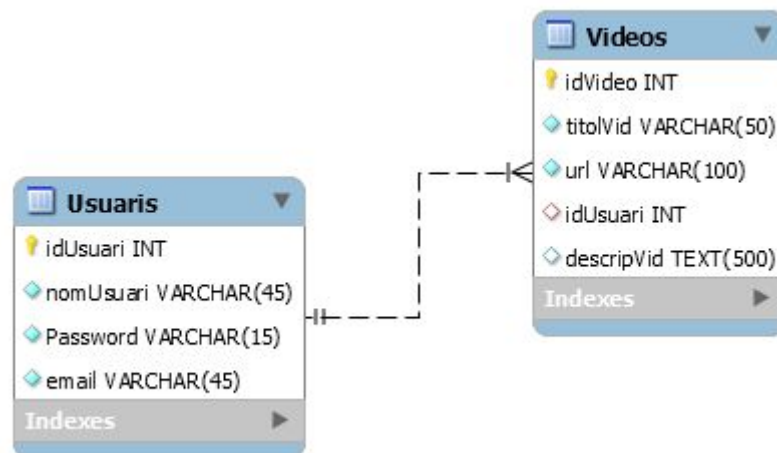 Videos
idVideo INT
titolVid VARCHAR(50)
url VARCHAR(100)
idUsuari INT
descripVid TEXT(500)
Indexes
Usuaris
idUsuari INT
nomUsuari VARCHAR(45)
Password VARCHAR(15)
email VARCHAR(45)
Indexes